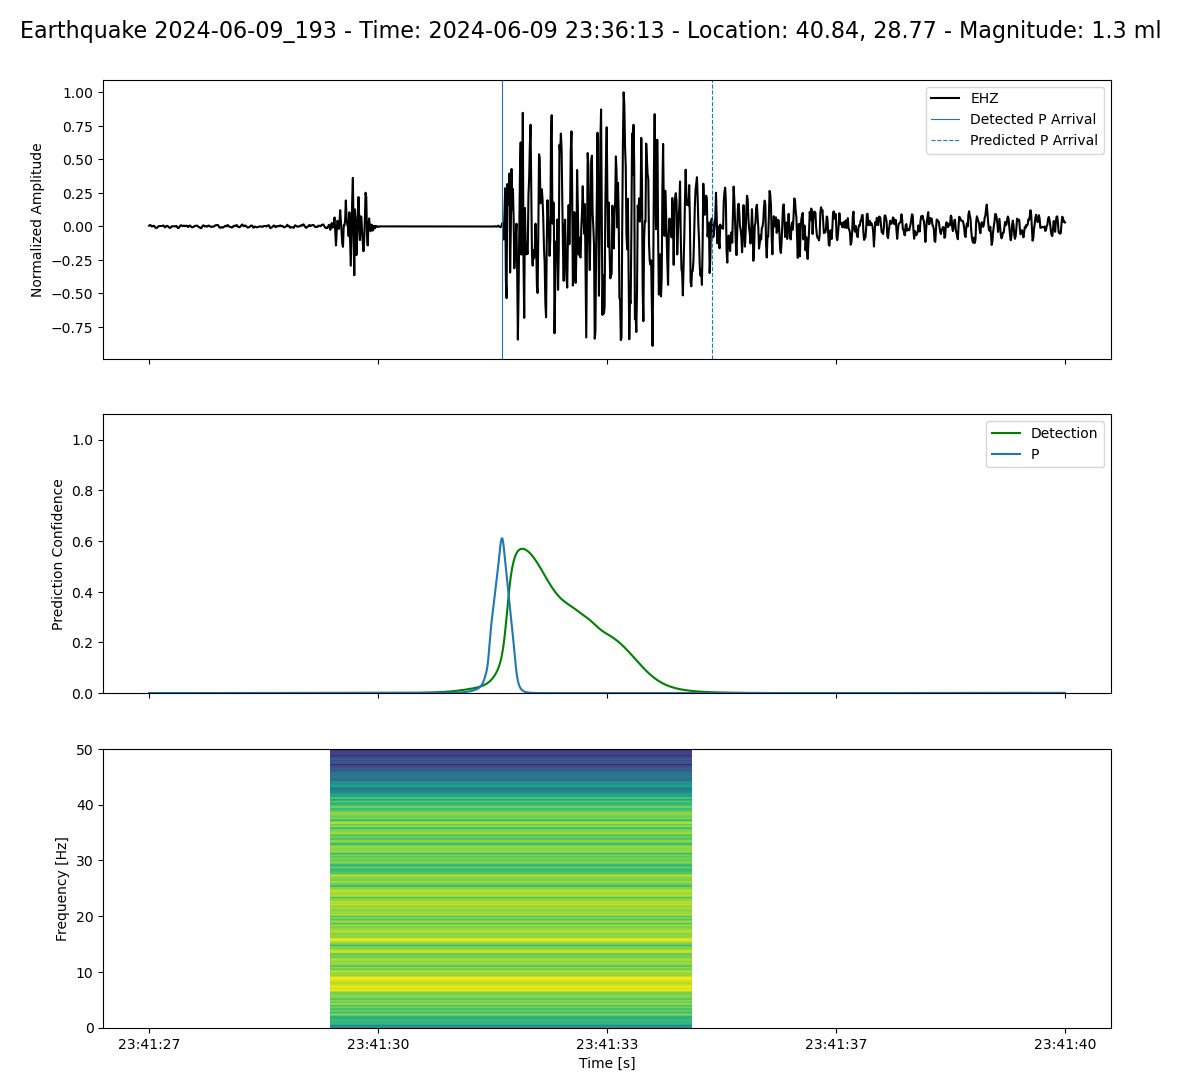 Earthquake 2024-06-09_193 - Time: 2024-06-09 23:36:13 - Location: 40.84, 28.77 - Magnitude: 1.3 ml
Normalized Amplitude
1.00
0.75
0.50
0.25
0.00
−0.25
−0.50
−0.75
EHZ
Detected P Arrival
Predicted P Arrival
Prediction Confidence
1.0
0.8
0.6
0.4
0.2
0.0
Detection
P
Frequency [Hz]
50
40
30
20
10
0
23:41:27 23:41:30 23:41:33 23:41:37 23:41:40
Time [s]